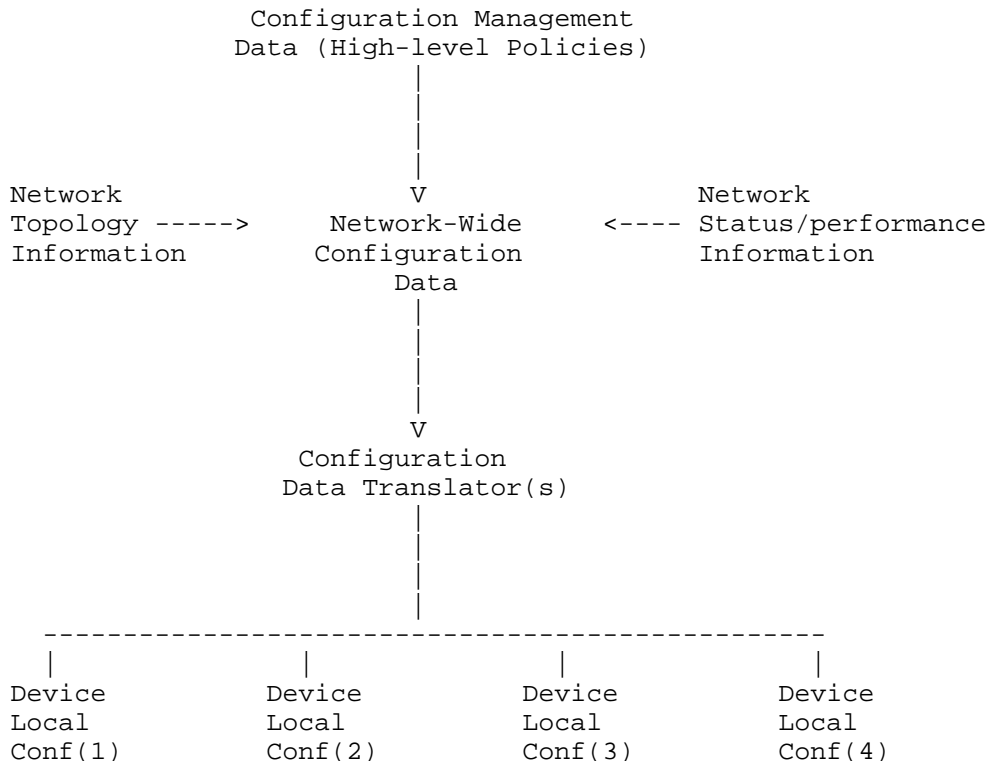 Configuration Management
Data (High-level Policies)
|
|
|
|
Network V Network
Topology -----> Network-Wide <---- Status/performance
Information Configuration Information
Data
|
|
|
|
V
Configuration
Data Translator(s)
|
|
|
|
-------------------------------------------------
| | | |
Device Device Device Device
Local Local Local Local
Conf(1) Conf(2) Conf(3) Conf(4)